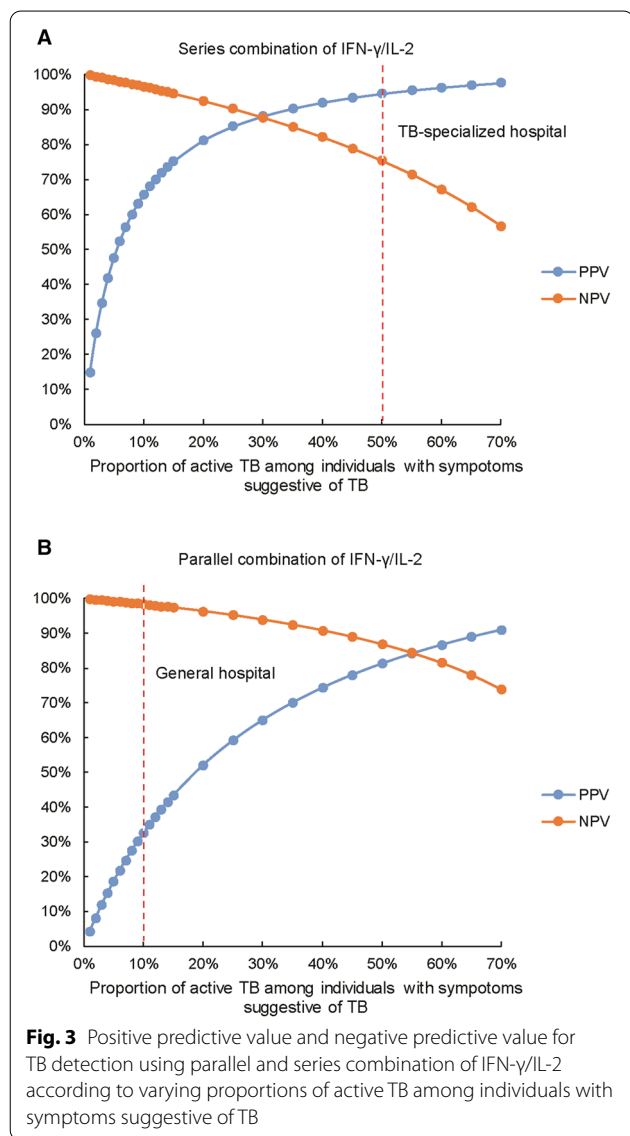 A
Series combination of IFN-γ/IL-2
100%
90%
80%
70%
60%
50%
40%
30%
20%
10%
0%
TB-specialized hospital
PPV
NPV
0% 10% 20% 30% 40% 50% 60% 70%
Proportion of active TB among individuals with sympotoms
suggestive of TB
B
Parallel combination of IFN-γ/IL-2
100%
90%
80%
70%
60%
50%
40%
30%
20%
10%
0%
General hospital
PPV
NPV
0% 10% 20% 30% 40% 50% 60% 70%
Proportion of active TB among individuals with sympotoms
suggestive of TB
Fig. 3 Positive predictive value and negative predictive value for
TB detection using parallel and series combination of IFN-γ/IL-2
according to varying proportions of active TB among individuals with
symptoms suggestive of TB